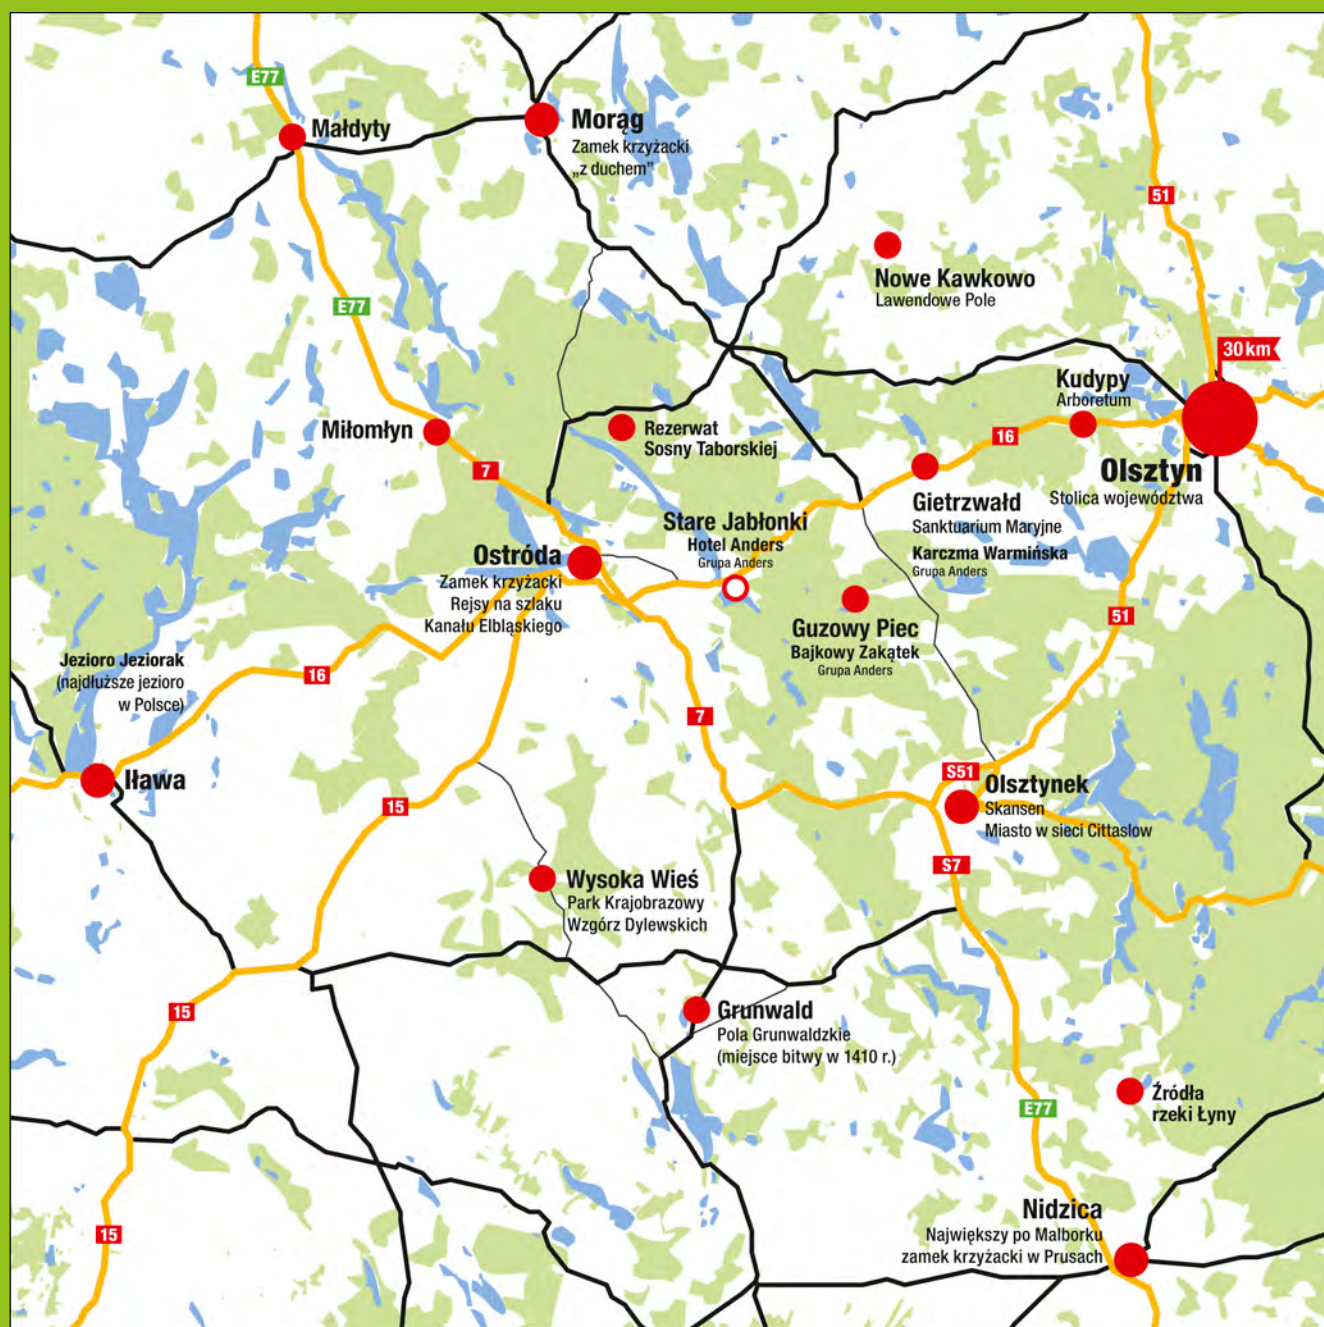 E77
Małdyty
Morąg
Zamek krzyżacki
„z duchem”
51
Nowe Kawkowo
Lawendowe Pole
E77
30 km
Kudypy
Arboretum
Miłomłyn
Rezerwat
Sosny Taborskiej
16
7
Olsztyn
Stolica województwa
Gietrzwałd
Sanktuarium Maryjne
Karczma Warmińska
Grupa Anders
Stare Jabłonki
Hotel Anders
Grupa Anders
Ostróda
Zamek krzyżacki
Rejsy na szlaku
Kanału Elbląskiego
51
Guzowy Piec
Bajkowy Zakątek
Grupa Anders
Jezioro Jeziorak
(najdłuższe jezioro
w Polsce)
16
7
Iława
S51
Olsztynek
Skansen
Miasto w sieci Cittaslow
15
S7
Wysoka Wieś
Park Krajobrazowy
Wzgórz Dylewskich
15
Grunwald
Pola Grunwaldzkie
(miejsce bitwy w 1410 r.)
E77
Źródła
rzeki Łyny
15
Nidzica
Największy po Malborku
zamek krzyżacki w Prusach